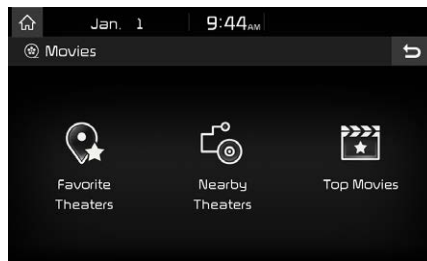 Jan. 1 9:44AM
Movies
Favorite Nearby Top Movies
Theaters Theaters